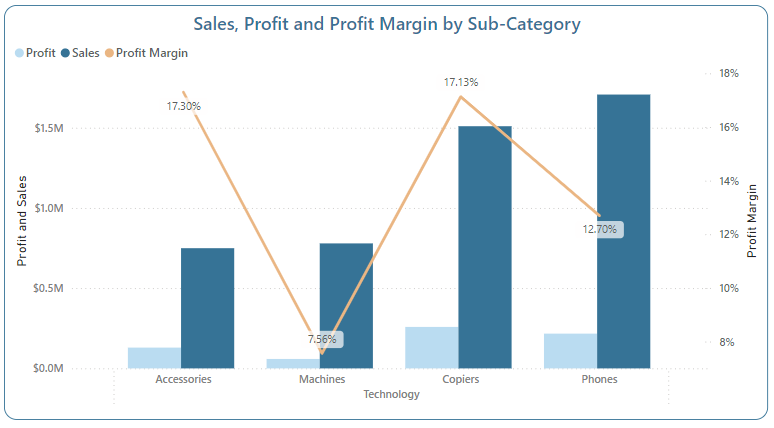 Sales, Profit and Profit Margin by Sub-Category
Profit Sales Profit Margin
18%
17.13%
17.30%
$1.5M
16%
14%
$1.0M
12.70%
12%
Profit and Sales
Profit Margin
$0.5M
10%
7.56%
8%
$0.0M
Accessories Machines Copiers Phones
Technology